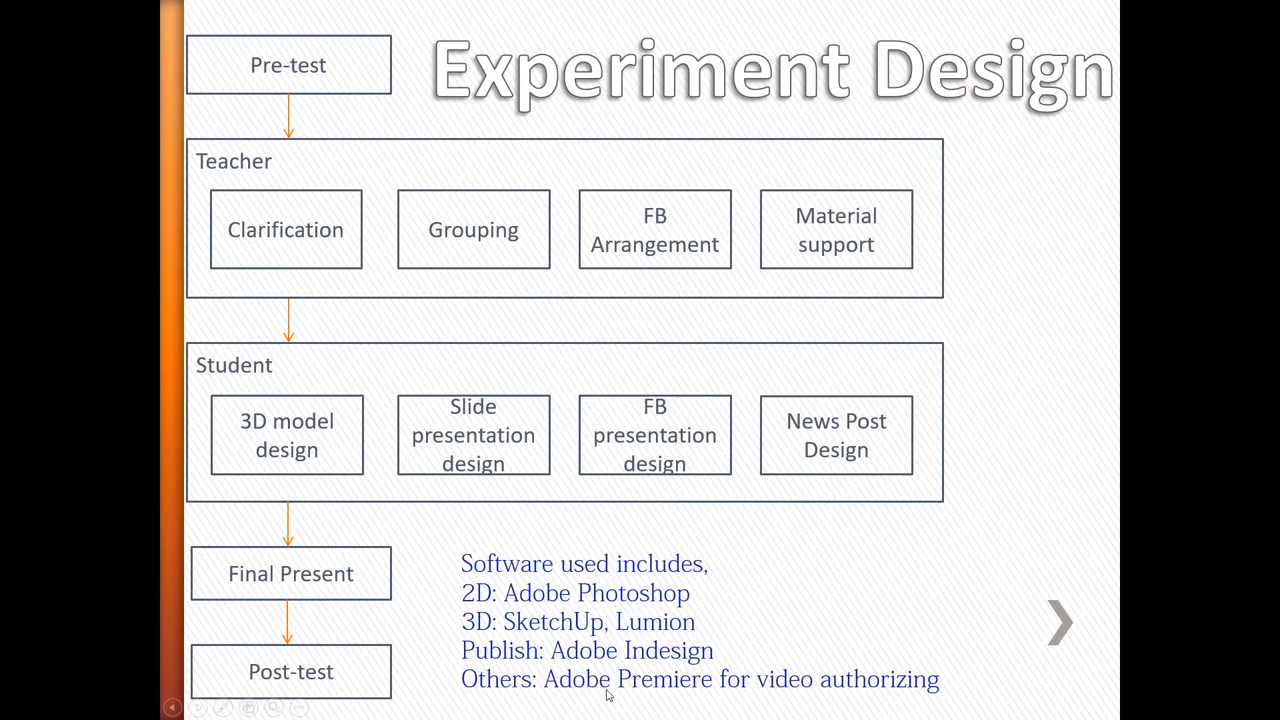 Experiment Design
Pre-test
Teacher
Clarification
Grouping
FB
Arrangement
Material
support
Student
3D model
design
Slide
presentation
design
FB
presentation
design
News Post
Design
Final Present
Post-test
Software used includes,
2D: Adobe Photoshop
3D: SketchUp, Lumion
Publish: Adobe Indesign
Others: Adobe Premiere for video authorizing